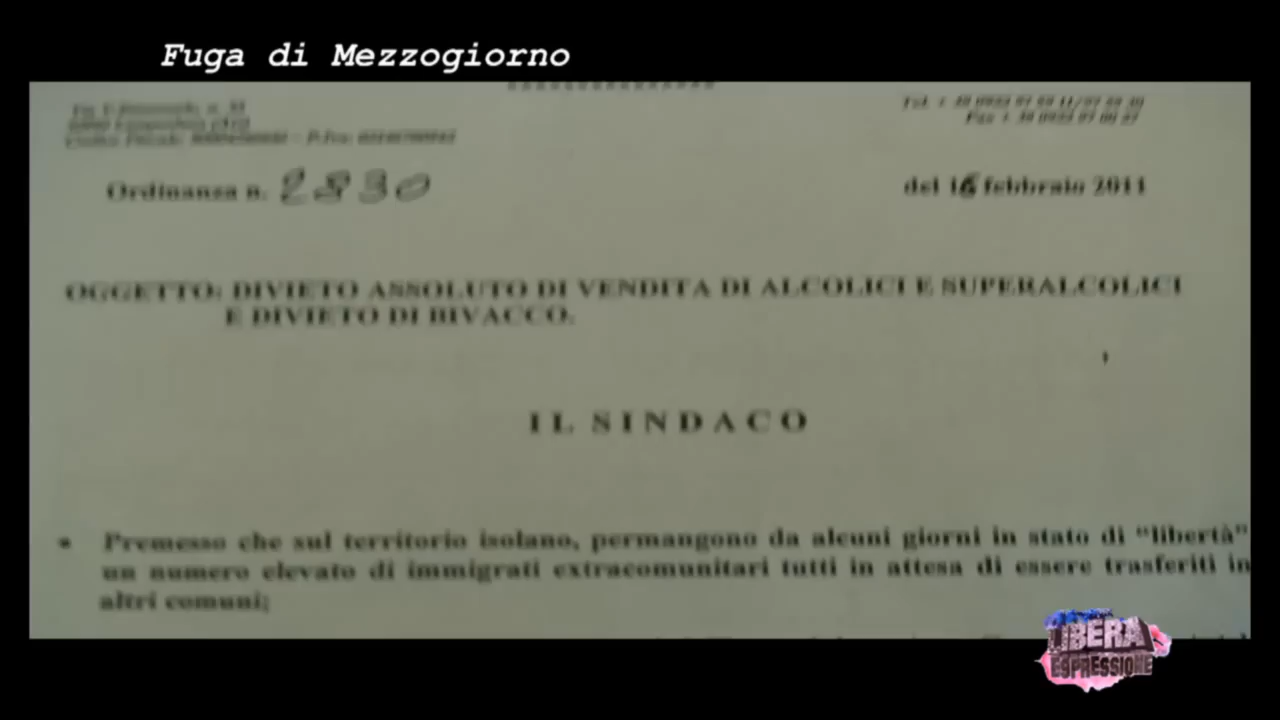 Fuga di Mezzogiorno
Ordinanza n. 2830
del 16 febbraio 2011
OGGETTO: DIVIETO ASSOLUTO DI VENDITA DI ALCOLICI E SUPERALCOLICI
E DIVIETO DI BIVACCO.
IL SINDACO
Premesso che sul territorio isolano, permangono da alcuni giorni in stato di "libertà"
un numero elevato di immigrati extracomunitari tutti in attesa di essere trasferiti in
altri comuni;
LIBERA
ESPRESSIONE